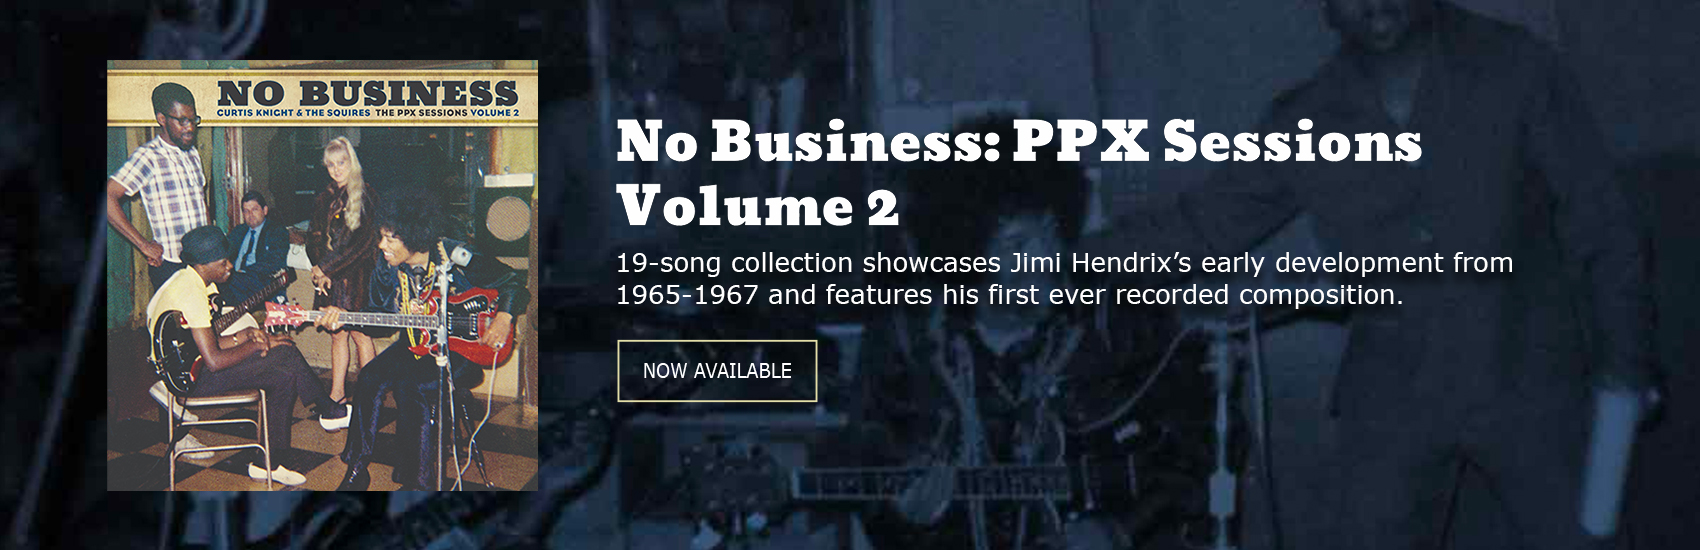 NO BUSINESS
CURTIS KNIGHT & THE SQUIRES THE PPX SESSIONS VOLUME 2
No Business: PPX Sessions
Volume 2
19-song collection showcases Jimi Hendrix’s early development from
1965-1967 and features his first ever recorded composition.
NOW AVAILABLE